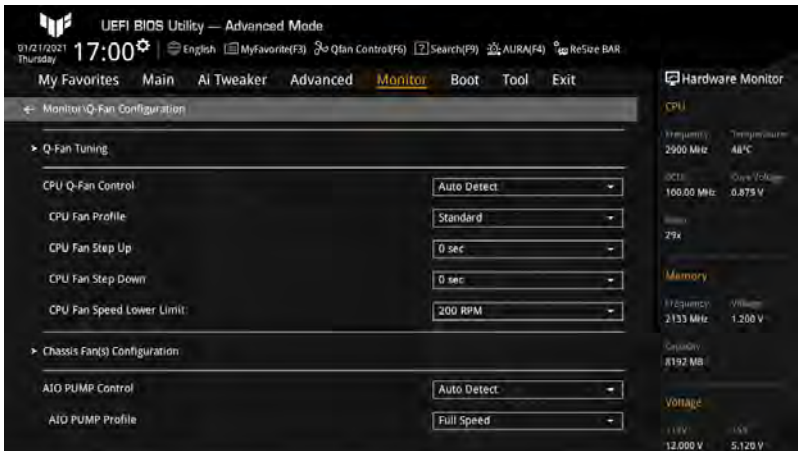 UEFI BIOS Utility — Advanced Mode
01/21/2021 Thursday 17:00 English MyFavorite(F3) Qfan Control(F6) Search(F9) AURA(F4) ReSize BAR
My Favorites Main Ai Tweaker Advanced Monitor Boot Tool Exit
Hardware Monitor
← Monitor\Q-Fan Configuration
> Q-Fan Tuning
CPU Q-Fan Control Auto Detect
CPU Fan Profile Standard
CPU Fan Step Up 0 sec
CPU Fan Step Down 0 sec
CPU Fan Speed Lower Limit 200 RPM
> Chassis Fan(s) Configuration
AIO PUMP Control Auto Detect
AIO PUMP Profile Full Speed
CPU
Frequency Temperature
2900 MHz 48°C
BCLK Core Voltage
100.00 MHz 0.875 V
Ratio
29x
Memory
Frequency Voltage
2133 MHz 1.200 V
Capacity
8192 MB
Voltage
+12V +5V
12.000 V 5.120 V